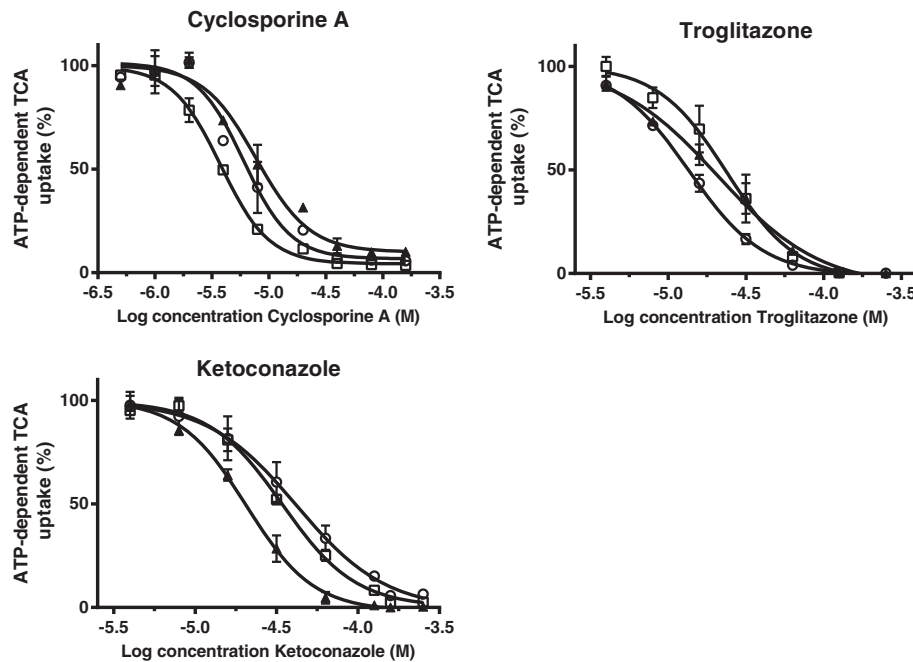 Cyclosporine A
ATP-dependent TCA
uptake (%)
100
50
0
-6.5 -6.0 -5.5 -5.0 -4.5 -4.0 -3.5
Log concentration Cyclosporine A (M)
Troglitazone
ATP-dependent TCA
uptake (%)
100
50
0
-5.5 -5.0 -4.5 -4.0 -3.5
Log concentration Troglitazone (M)
Ketoconazole
ATP-dependent TCA
uptake (%)
100
50
0
-5.5 -5.0 -4.5 -4.0 -3.5
Log concentration Ketoconazole (M)